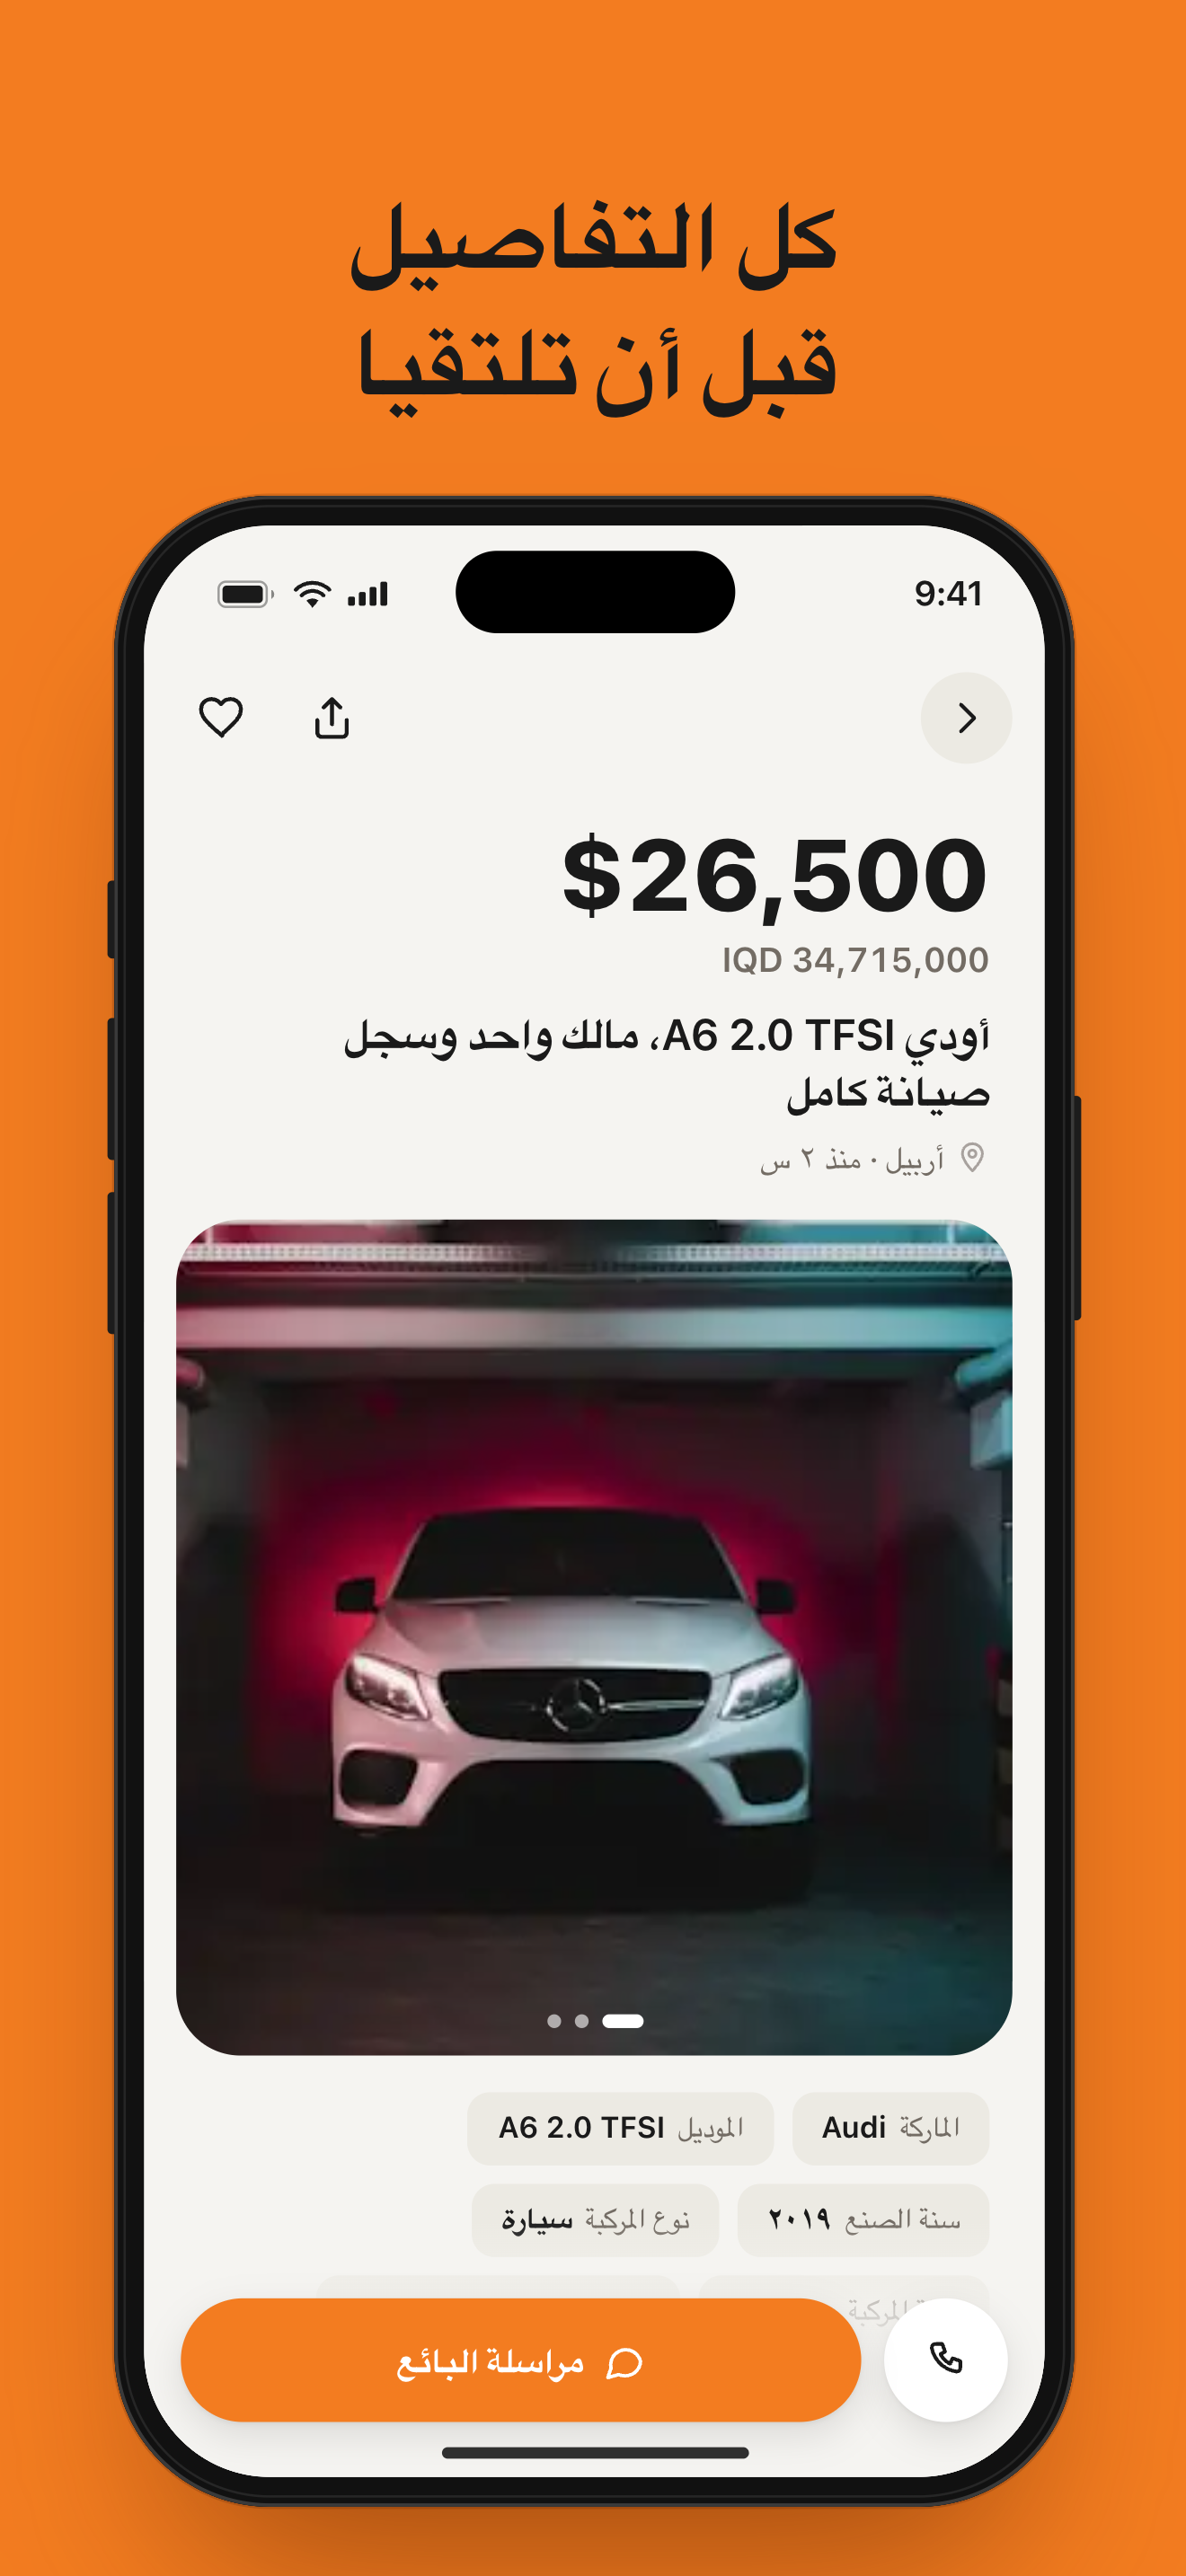 كل التفاصيل
قبل أن تلتقيا
9:41
$26,500
IQD 34,715,000
أودي A6 2.0 TFSI، مالك واحد وسجل
صيانة كامل
أربيل · منذ ٢ س
الماركة Audi الموديل A6 2.0 TFSI
سنة الصنع ٢٠١٩ نوع المركبة سيارة
المركبة
مراسلة البائع